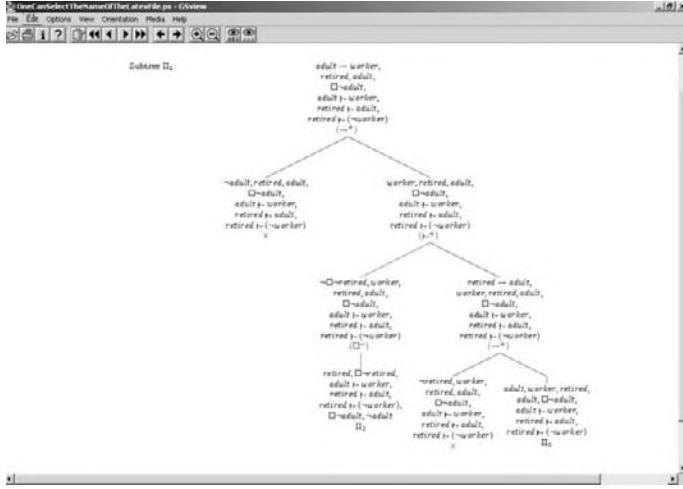 OneCanSelectTheNameOfTheLatexFile.ps - GSview
File Edit Options View Orientation Media Help
Subtree Π₁
adult → worker,
retired, adult,
□¬adult,
adult |~ worker,
retired |~ adult,
retired |~ (¬worker)
(→⁺)
¬adult, retired, adult,
□¬adult,
adult |~ worker,
retired |~ adult,
retired |~ (¬worker)
×
worker, retired, adult,
□¬adult,
adult |~ worker,
retired |~ adult,
retired |~ (¬worker)
(|~⁺)
¬□¬retired, worker,
retired, adult,
□¬adult,
adult |~ worker,
retired |~ adult,
retired |~ (¬worker)
(□⁻)
retired → adult,
worker, retired, adult,
□¬adult,
adult |~ worker,
retired |~ adult,
retired |~ (¬worker)
(→⁺)
retired, □¬retired,
adult |~ worker,
retired |~ adult,
retired |~ (¬worker),
□¬adult, ¬adult
Π₂
¬retired, worker,
retired, adult,
□¬adult,
adult |~ worker,
retired |~ adult,
retired |~ (¬worker)
×
adult, worker, retired,
adult, □¬adult,
adult |~ worker,
retired |~ adult,
retired |~ (¬worker)